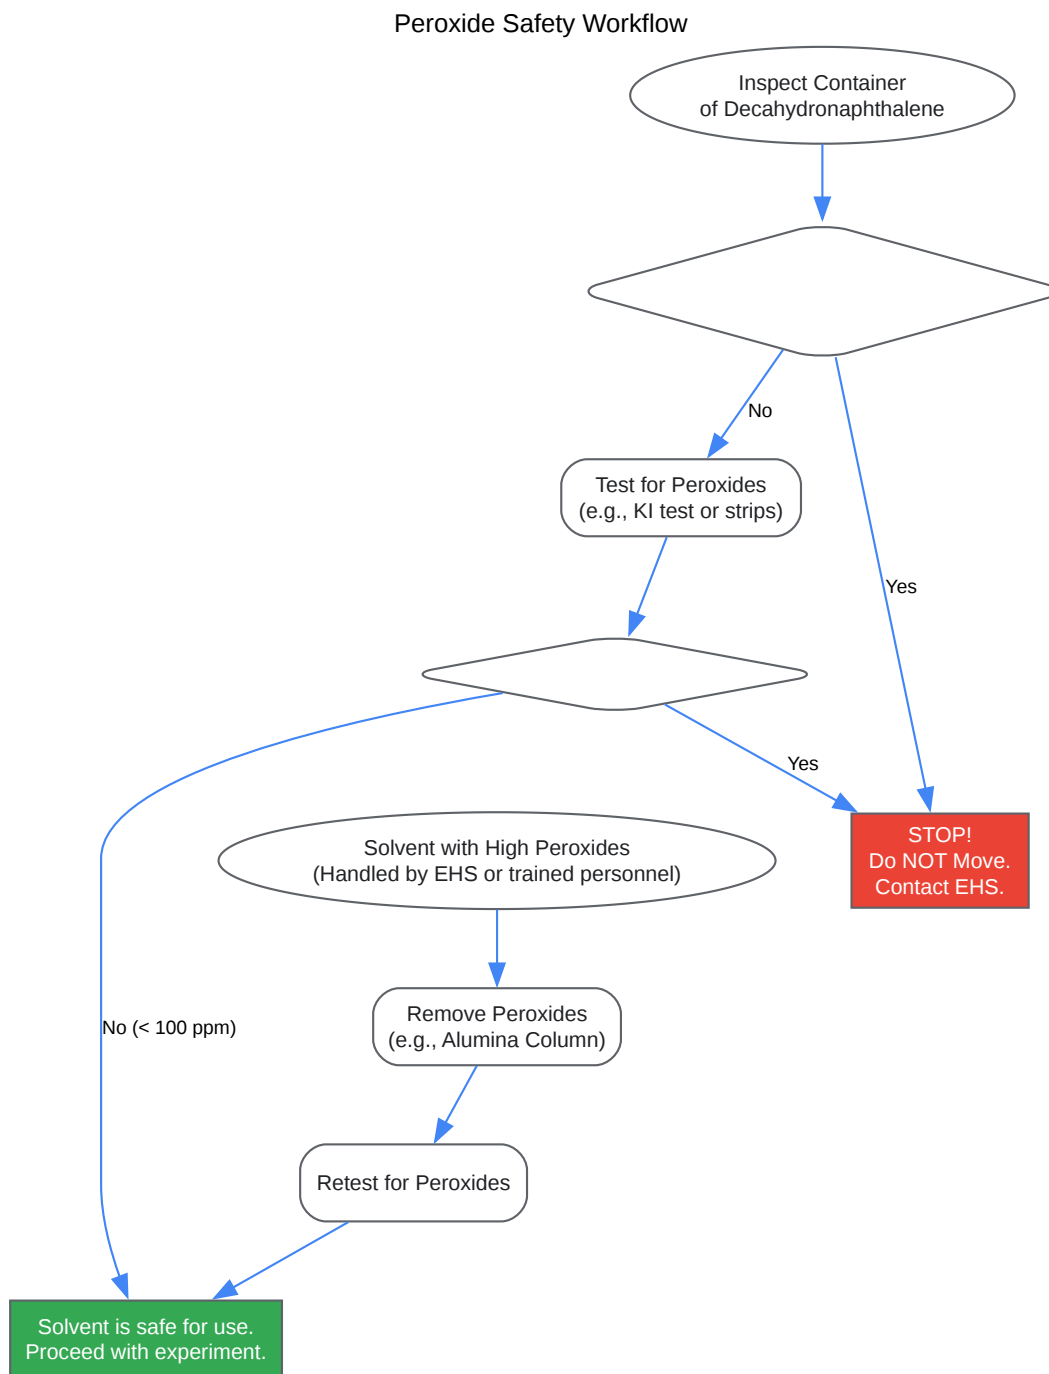 Peroxide Safety Workflow
Inspect Container
of Decahydronaphthalene
No
Test for Peroxides
(e.g., KI test or strips)
Yes
Yes
STOP!
Do NOT Move.
Contact EHS.
Solvent with High Peroxides
(Handled by EHS or trained personnel)
Remove Peroxides
(e.g., Alumina Column)
No (< 100 ppm)
Retest for Peroxides
Solvent is safe for use.
Proceed with experiment.